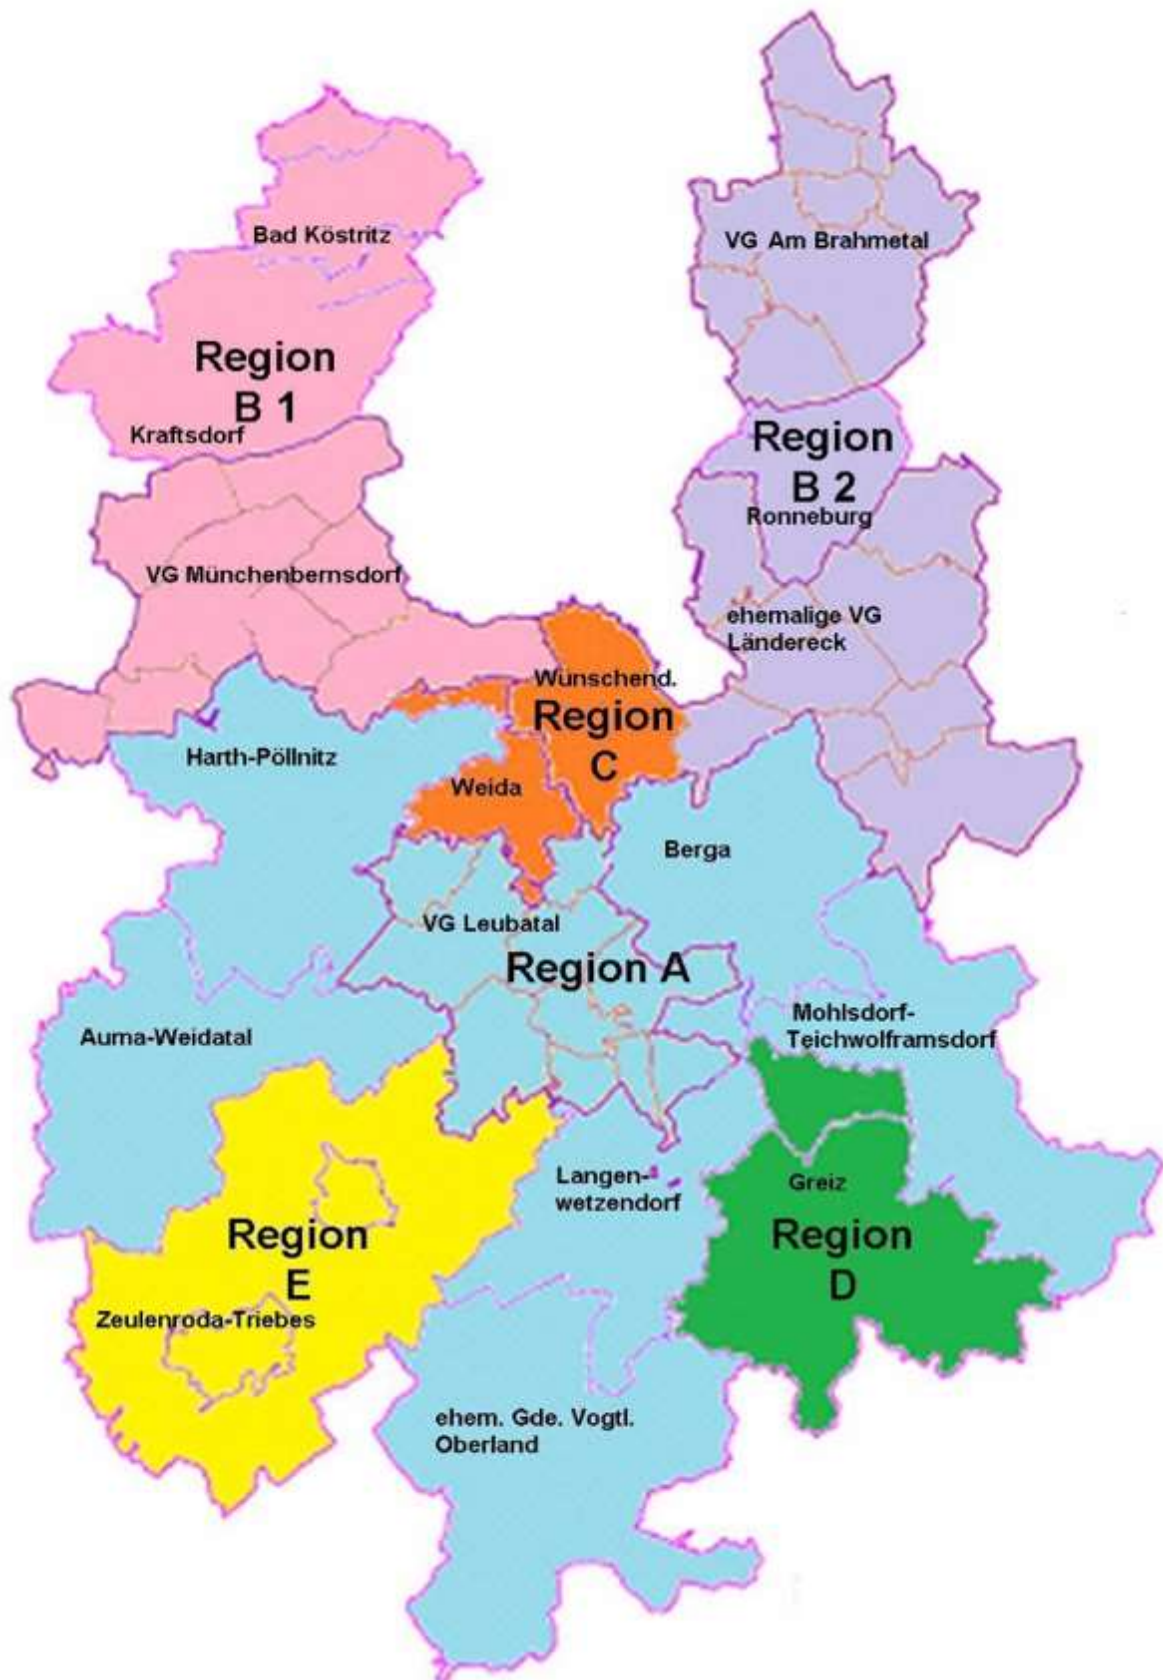 Bad Köstritz
VG Am Brahmetal
Region
B 1
Kraftsdorf
Region
B 2
Ronneburg
VG Münchenbernsdorf
ehemalige VG
Ländereck
Wünschend.
Region
C
Harth-Pöllnitz
Weida
Berga
VG Leubatal
Region A
Mohlsdorf-
Teichwolframsdorf
Auma-Weidatal
Langen-
wetzendorf
Greiz
Region
D
Region
E
Zeulenroda-Triebes
ehem. Gde. Vogtl.
Oberland